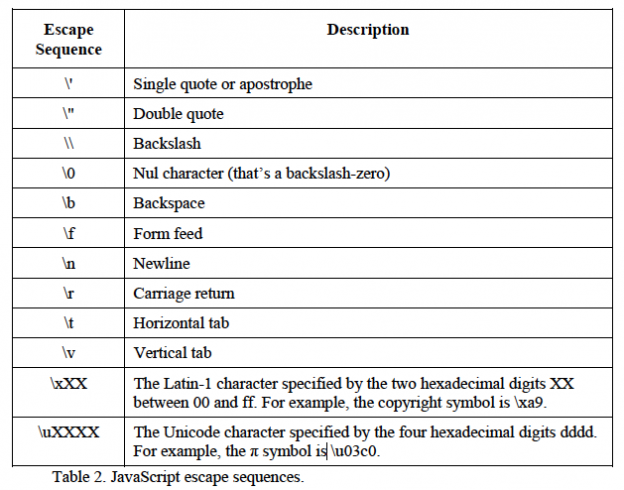 Escape Sequence Description
\' Single quote or apostrophe
\" Double quote
\\ Backslash
\0 Nul character (that’s a backslash-zero)
\b Backspace
\f Form feed
\n Newline
\r Carriage return
\t Horizontal tab
\v Vertical tab
\xXX The Latin-1 character specified by the two hexadecimal digits XX
between 00 and ff. For example, the copyright symbol is \xa9.
\uXXXX The Unicode character specified by the four hexadecimal digits dddd.
For example, the π symbol is \u03c0.
Table 2. JavaScript escape sequences.